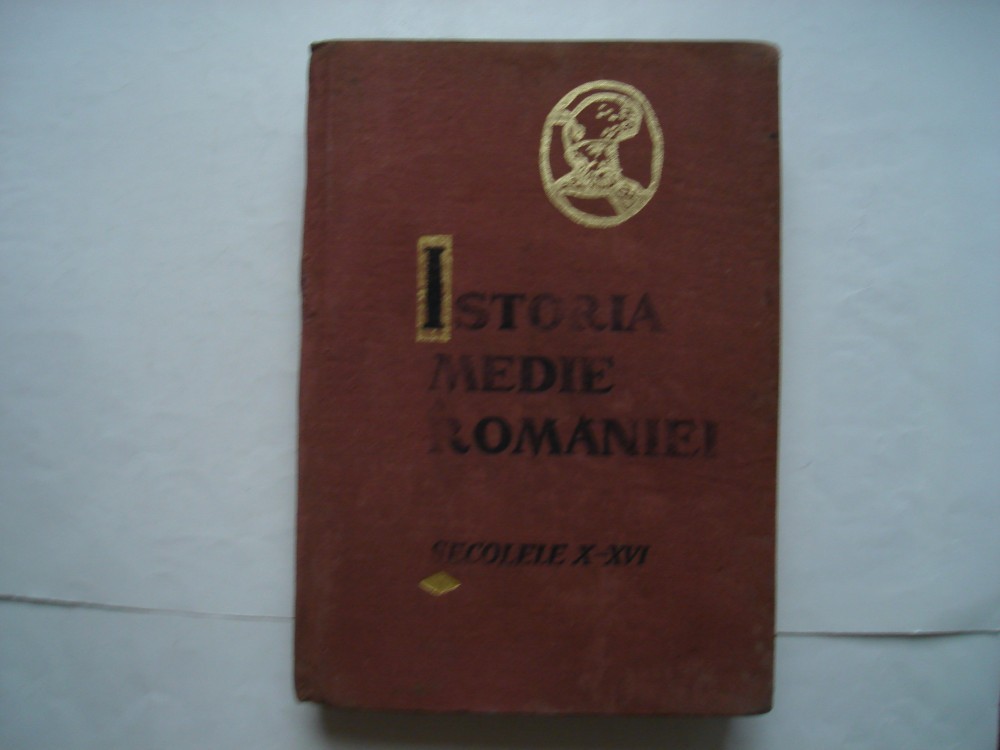 ISTORIA
MEDIE
A ROMÂNIEI
SECOLELE X-XVI